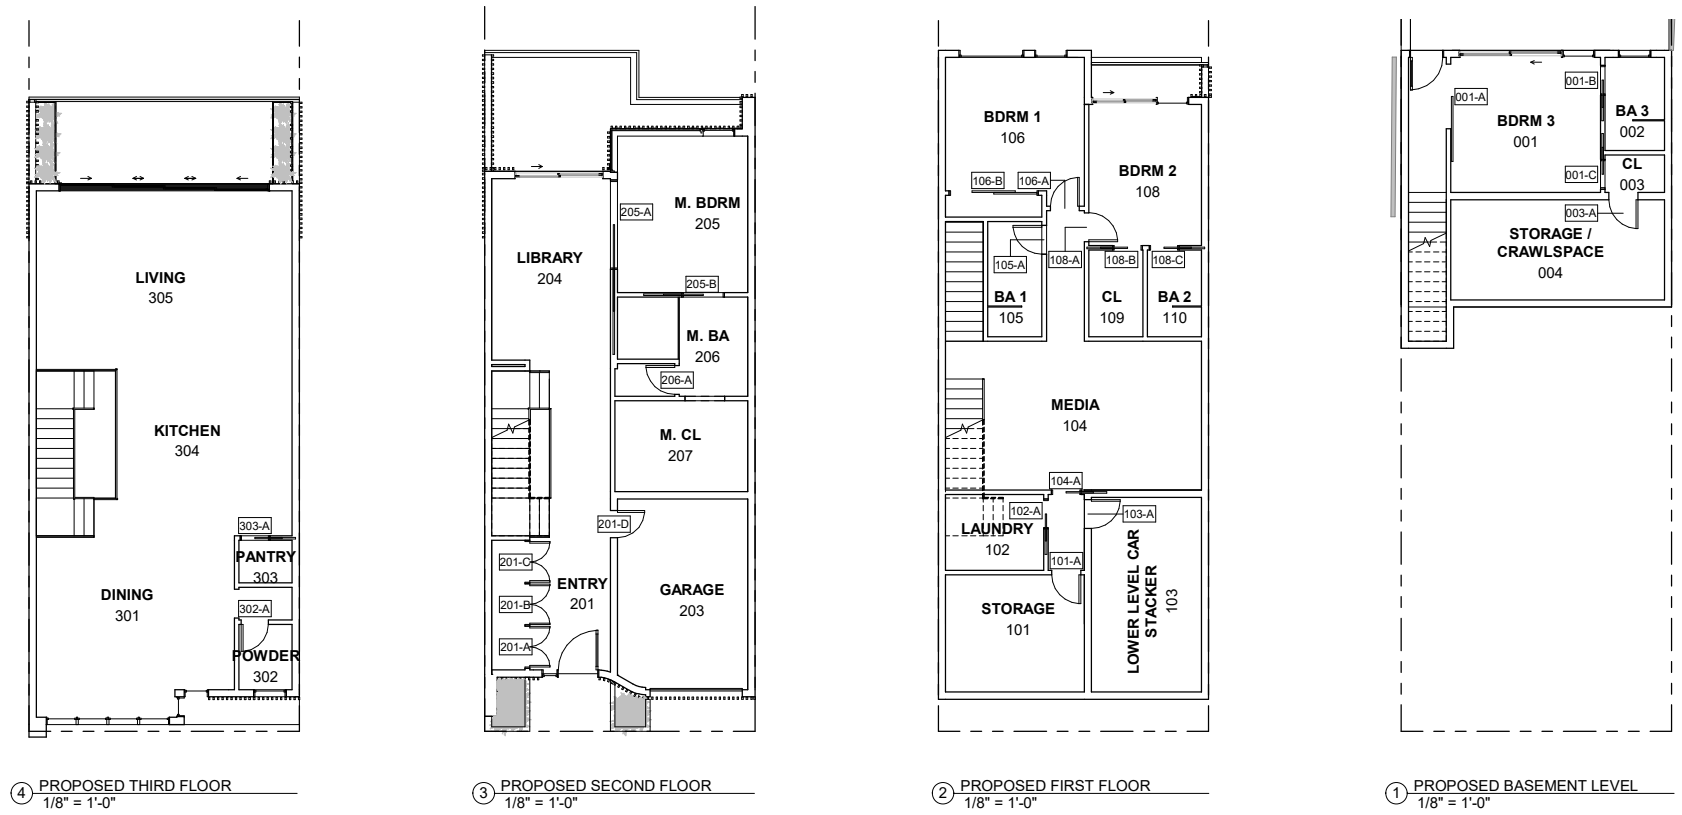 LIVING
305
KITCHEN
304
303-A
PANTRY
303
DINING
301
302-A
POWDER
302
4
PROPOSED THIRD FLOOR
1/8" = 1'-0"
M. BDRM
205
205-A
LIBRARY
204
205-B
M. BA
206
206-A
M. CL
207
201-D
201-C
ENTRY
201
201-B
201-A
GARAGE
203
3
PROPOSED SECOND FLOOR
1/8" = 1'-0"
BDRM 1
106
BDRM 2
108
106-B
106-A
105-A
108-A
108-B
108-C
BA 1
105
CL
109
BA 2
110
MEDIA
104
104-A
102-A
103-A
LAUNDRY
102
101-A
STORAGE
101
LOWER LEVEL CAR
STACKER
103
2
PROPOSED FIRST FLOOR
1/8" = 1'-0"
001-B
001-A
BDRM 3
001
BA 3
002
001-C
CL
003
003-A
STORAGE /
CRAWLSPACE
004
1
PROPOSED BASEMENT LEVEL
1/8" = 1'-0"